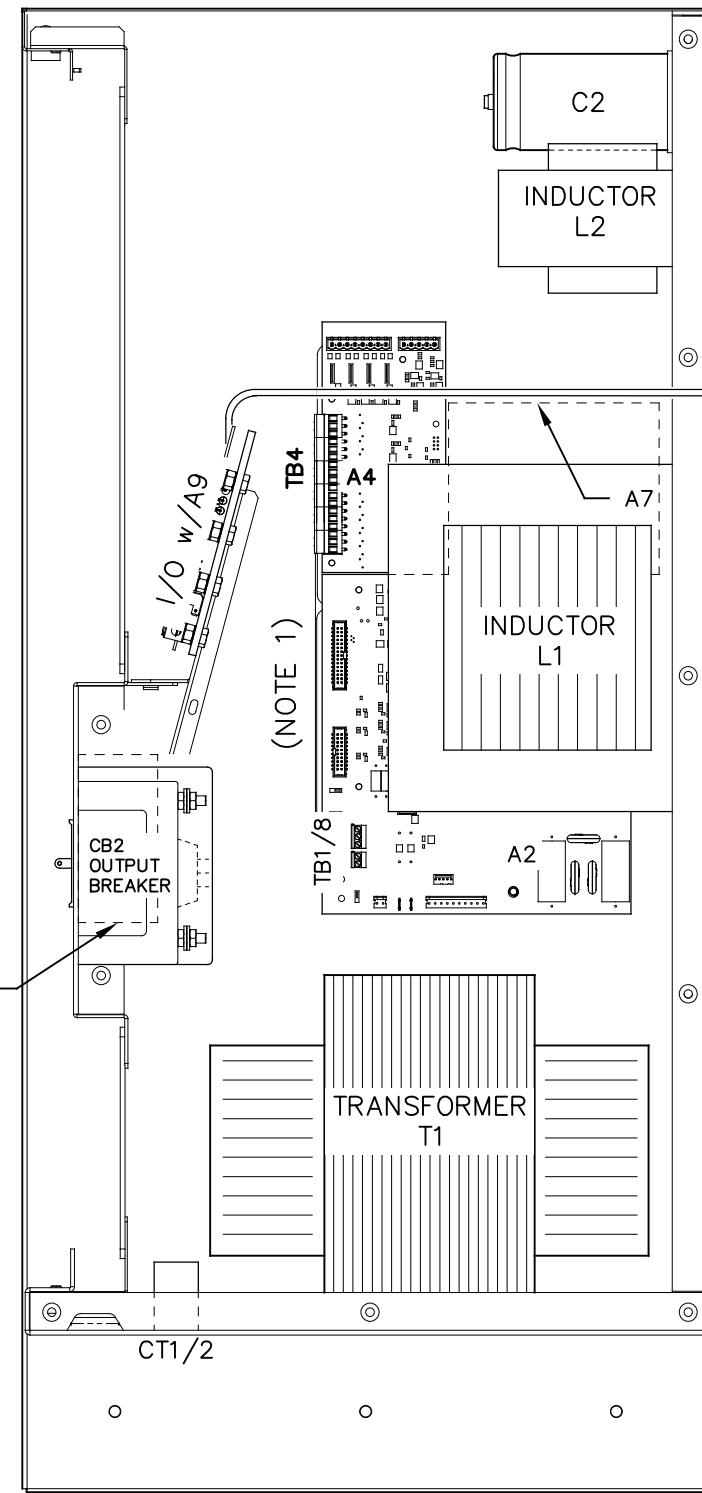 C2
INDUCTOR
L2
TB4
A4
A7
I/O w/A9
INDUCTOR
L1
(NOTE 1)
CB2
OUTPUT
BREAKER
TB1/8
A2
TRANSFORMER
T1
CT1/2